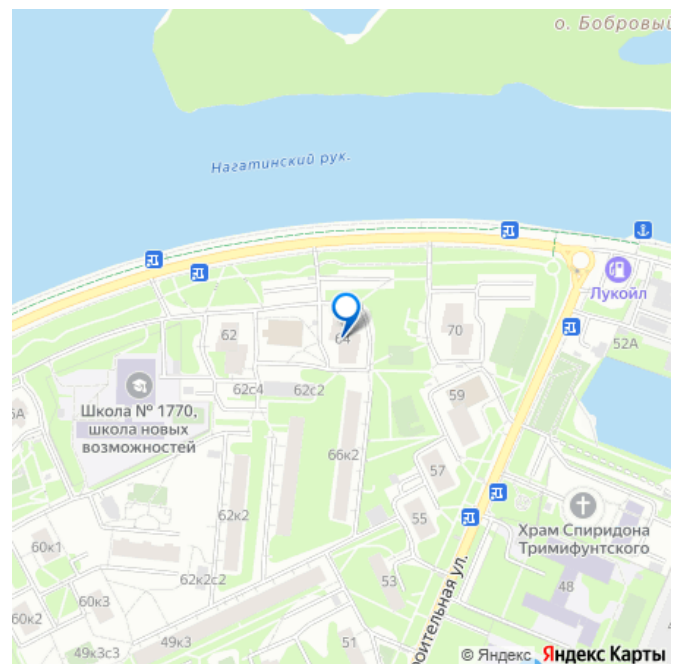 о. Бобровый
Нагатинский рук.
Лукойл
62
64
70
52А
62с4
62с2
59
Школа № 1770,
школа новых
возможностей
66к2
57
62к2
55
Храм Спиридона
Тримифунтского
60к1
62к2с2
53
48
60к3
60к2
49к3
51
49к3с3
роительная ул.
© Яндекс Яндекс Карты